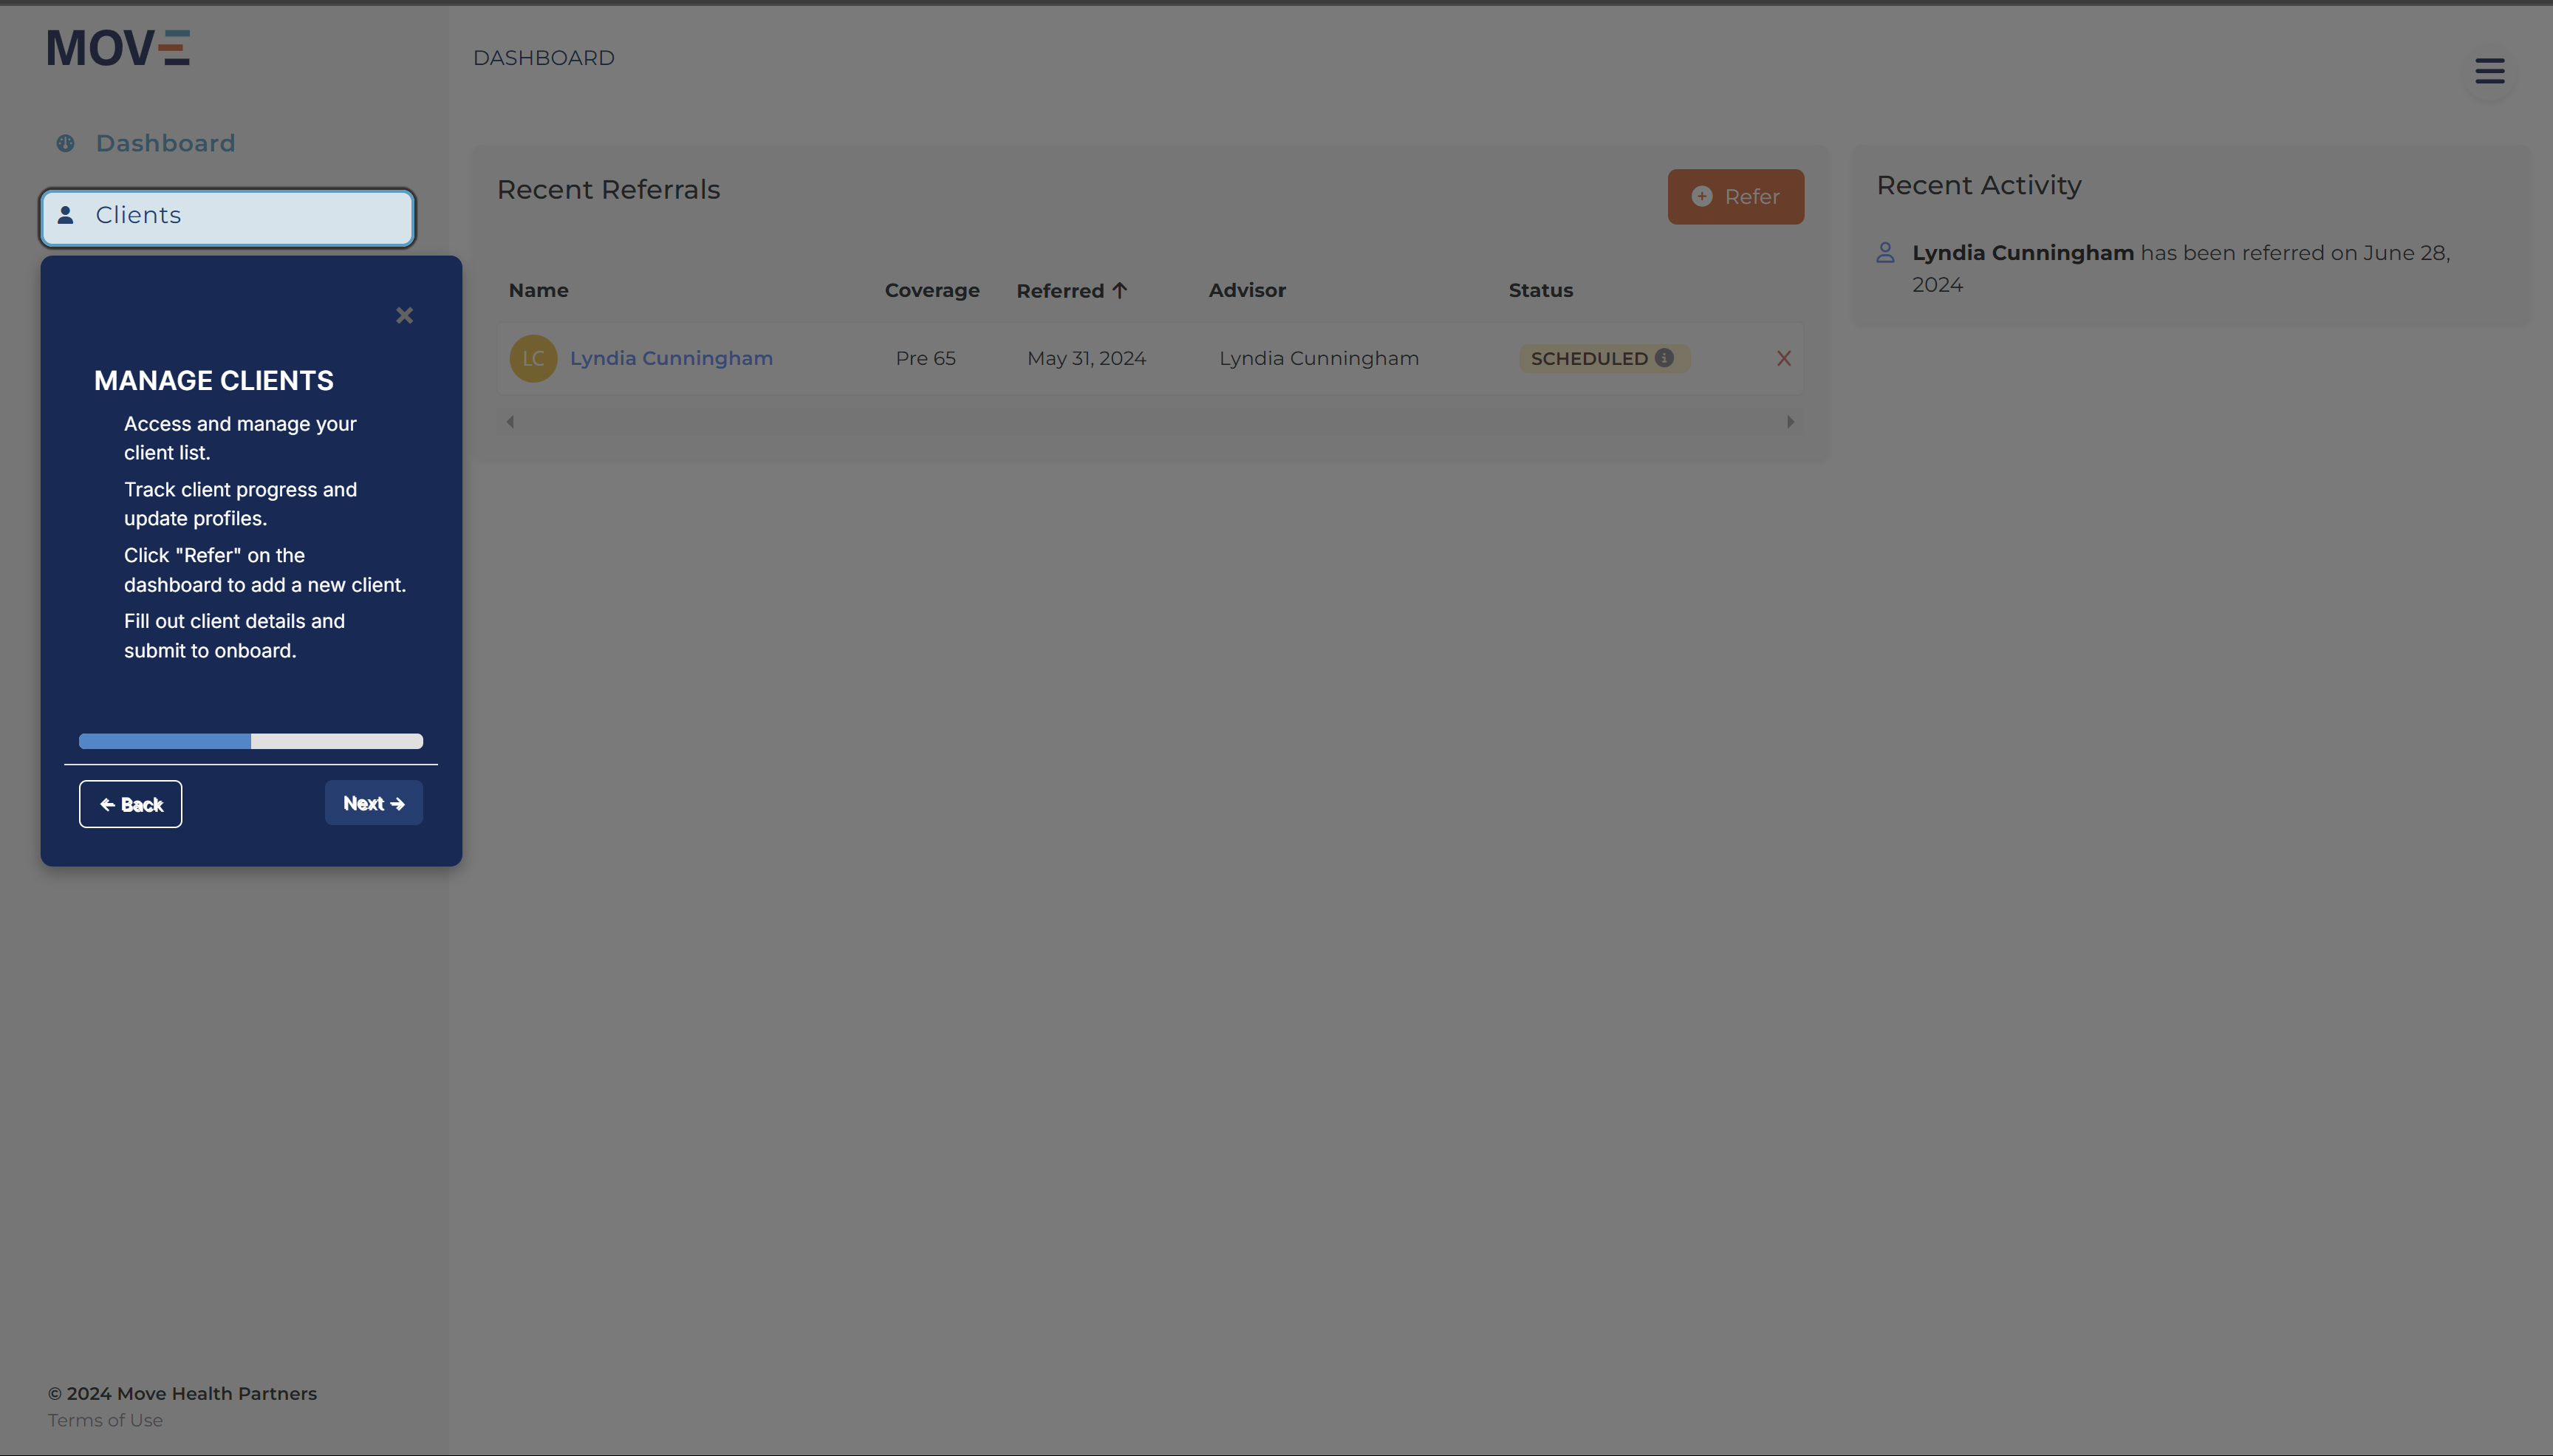 MOVE
DASHBOARD
Dashboard
Clients
MANAGE CLIENTS
Access and manage your
client list.
Track client progress and
update profiles.
Click "Refer" on the
dashboard to add a new client.
Fill out client details and
submit to onboard.
Back
Next
Recent Referrals
Refer
Name Coverage Referred Advisor Status
LC Lyndia Cunningham Pre 65 May 31, 2024 Lyndia Cunningham SCHEDULED
Recent Activity
Lyndia Cunningham has been referred on June 28,
2024
© 2024 Move Health Partners
Terms of Use